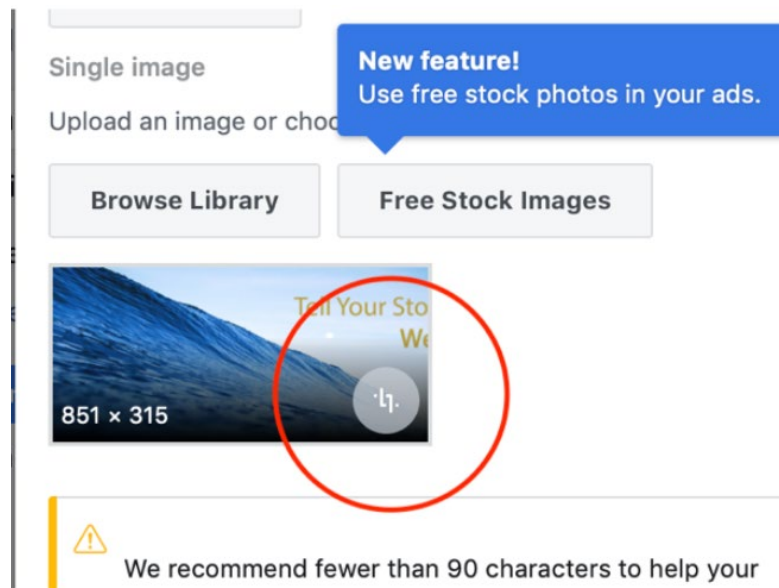 Single image
New feature!
Use free stock photos in your ads.
Upload an image or choo
Browse Library
Free Stock Images
Tell Your Sto
We
851 × 315
We recommend fewer than 90 characters to help your